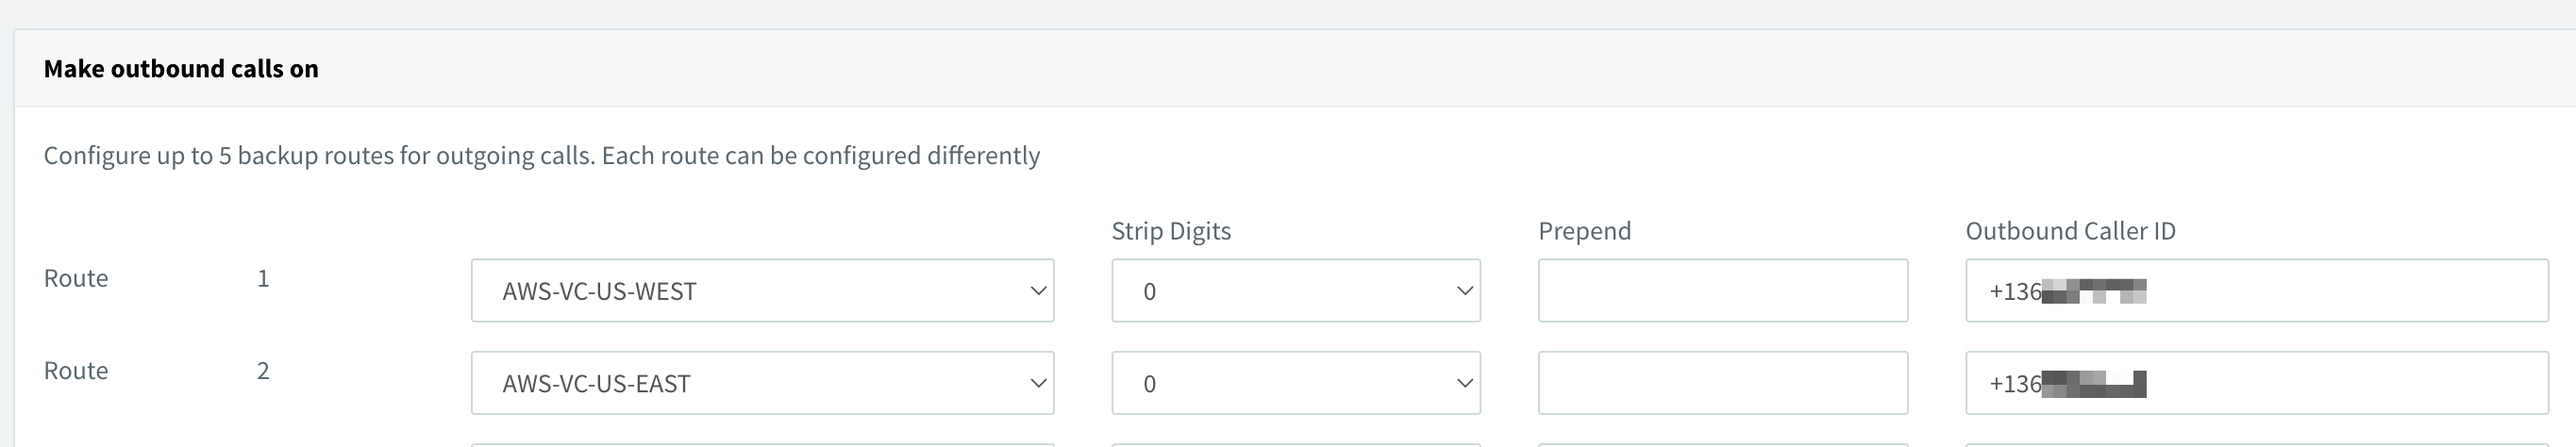 Make outbound calls on
Configure up to 5 backup routes for outgoing calls. Each route can be configured differently
Strip Digits Prepend Outbound Caller ID
Route 1 AWS-VC-US-WEST 0 +136
Route 2 AWS-VC-US-EAST 0 +136